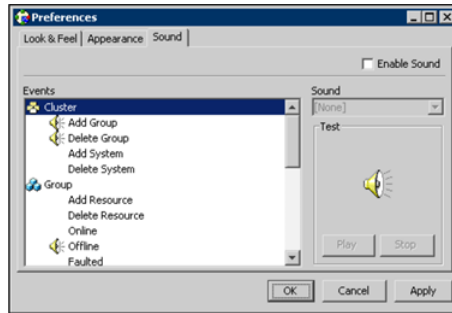 Preferences
Look & Feel Appearance Sound
Enable Sound
Events
Sound
Cluster
[None]
Add Group
Test
Delete Group
Add System
Delete System
Group
Add Resource
Delete Resource
Online
Offline
Play Stop
Faulted
OK Cancel Apply